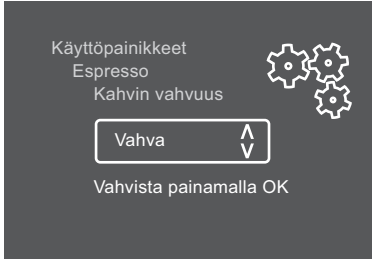 Käyttöpainikkeet
Espresso
Kahvin vahvuus
Vahva
Vahvista painamalla OK